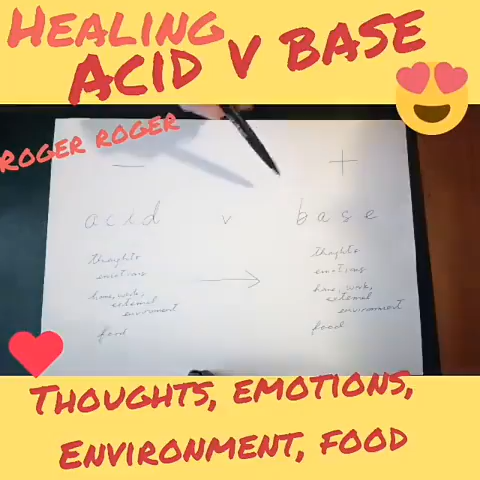 HEALING
ACID V BASE
ROGER ROGER
— +
acid v base
thoughts thoughts
emotions emotions
home, work, home, work,
external external
environment environment
food food
THOUGHTS, EMOTIONS,
ENVIRONMENT, FOOD